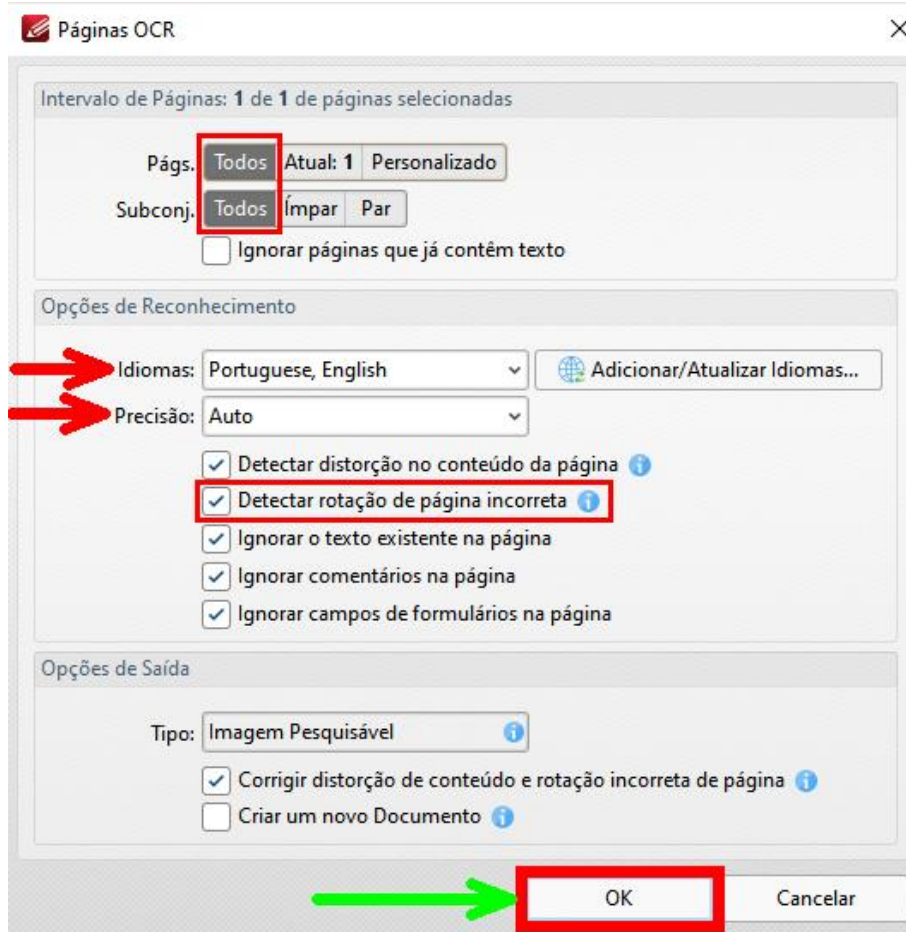 Páginas OCR
Intervalo de Páginas: 1 de 1 de páginas selecionadas
Págs. Todos Atual: 1 Personalizado
Subconj. Todos Ímpar Par
Ignorar páginas que já contêm texto
Opções de Reconhecimento
Idiomas: Portuguese, English Adicionar/Atualizar Idiomas...
Precisão: Auto
Detectar distorção no conteúdo da página
Detectar rotação de página incorreta
Ignorar o texto existente na página
Ignorar comentários na página
Ignorar campos de formulários na página
Opções de Saída
Tipo: Imagem Pesquisável
Corrigir distorção de conteúdo e rotação incorreta de página
Criar um novo Documento
OK Cancelar